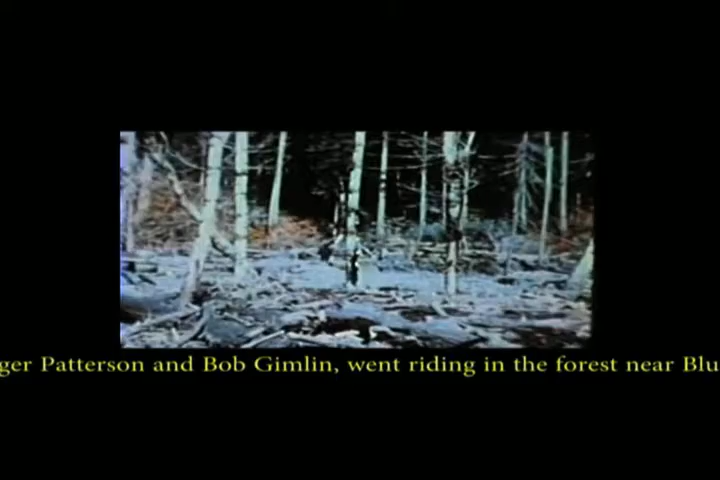 ger Patterson and Bob Gimlin, went riding in the forest near Blu